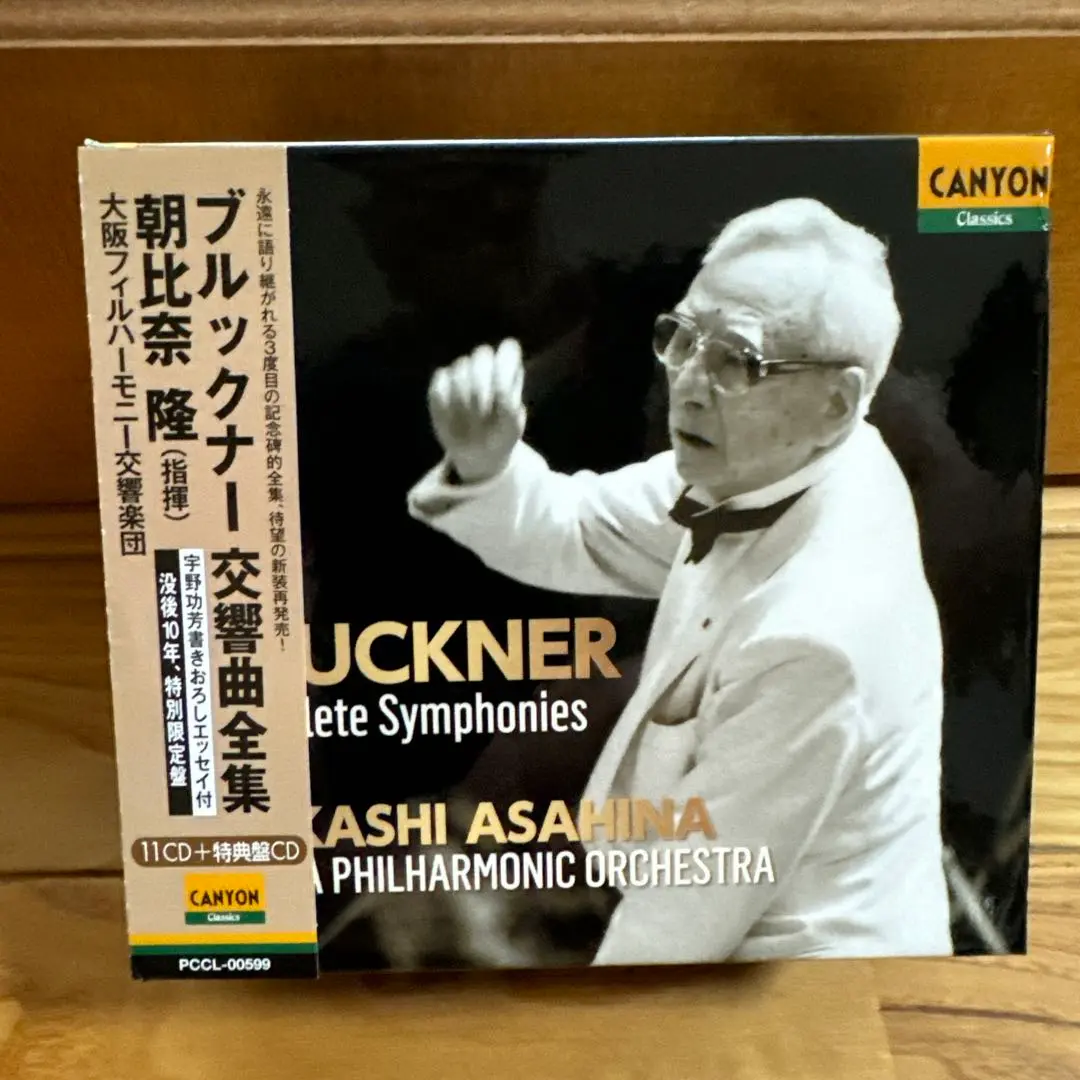 永遠に語り継がれる3度目の記念碑的全集、待望の新装再発売!
ブルックナー 交響曲全集
朝比奈 隆(指揮)
大阪フィルハーモニー交響楽団
宇野功芳書きおろしエッセイ付
没後10年、特別限定盤
11CD+特典盤CD
CANYON
Classics
PCCL-00599
CANYON
Classics
UCKNER
lete Symphonies
KASHI ASAHINA
A PHILHARMONIC ORCHESTRA